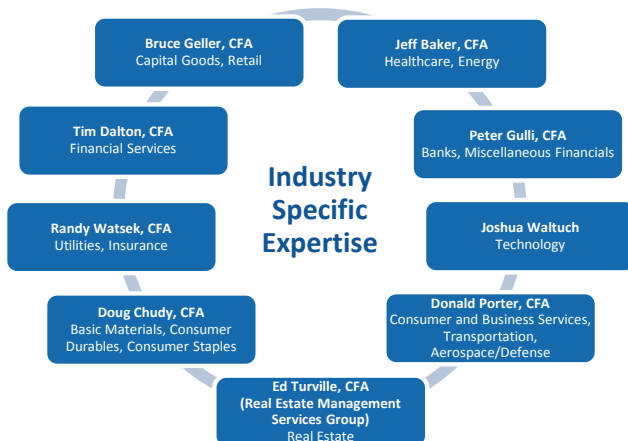 Bruce Geller, CFA
Capital Goods, Retail
Jeff Baker, CFA
Healthcare, Energy
Tim Dalton, CFA
Financial Services
Peter Gulli, CFA
Banks, Miscellaneous Financials
Industry
Specific
Expertise
Randy Watsek, CFA
Utilities, Insurance
Joshua Waltuch
Technology
Doug Chudy, CFA
Basic Materials, Consumer
Durables, Consumer Staples
Donald Porter, CFA
Consumer and Business Services,
Transportation,
Aerospace/Defense
Ed Turville, CFA
(Real Estate Management
Services Group)
Real Estate